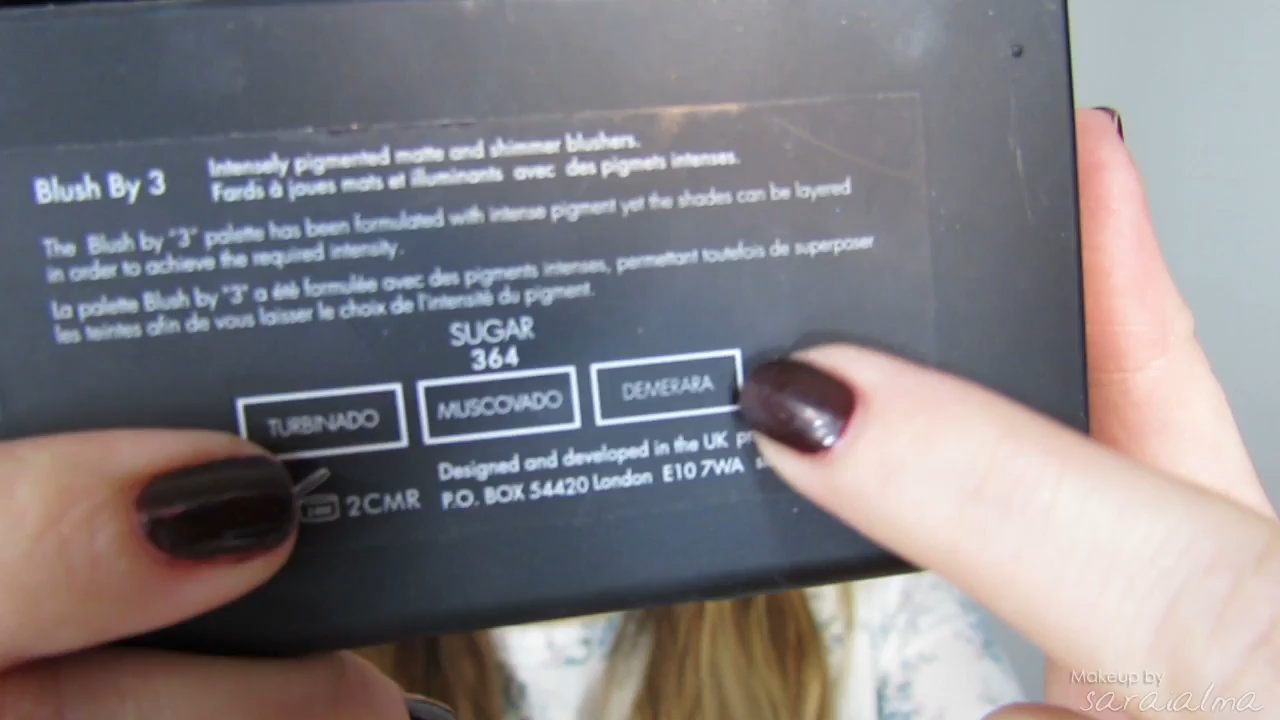 Blush By 3
Intensely pigmented matte and shimmer blushers.
Fards à joues mats et illuminants avec des pigmets intenses.
The Blush by "3" palette has been formulated with intense pigment yet the shades can be layered
in order to achieve the required intensity.
La palette Blush by "3" a été formulée avec des pigments intenses, permettant toutefois de superposer
les teintes afin de vous laisser le choix de l'intensité du pigment.
SUGAR
364
TURBINADO MUSCOVADO DEMERARA
Designed and developed in the UK
2CMR P.O. BOX 54420 London E10 7WA
Makeup by
saraialma